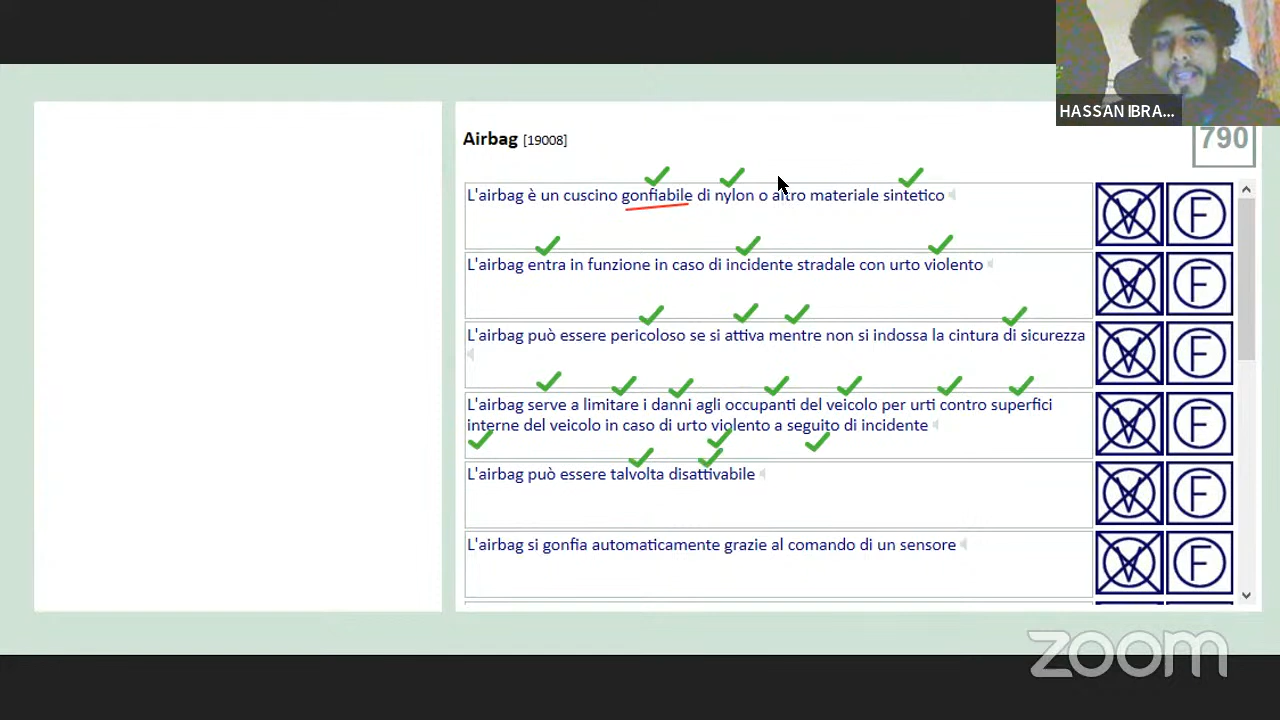 HASSAN IBRA...
790
Airbag [19008]
L'airbag è un cuscino gonfiabile di nylon o altro materiale sintetico
V F
L'airbag entra in funzione in caso di incidente stradale con urto violento
V F
L'airbag può essere pericoloso se si attiva mentre non si indossa la cintura di sicurezza
V F
L'airbag serve a limitare i danni agli occupanti del veicolo per urti contro superfici
interne del veicolo in caso di urto violento a seguito di incidente
V F
L'airbag può essere talvolta disattivabile
V F
L'airbag si gonfia automaticamente grazie al comando di un sensore
V F
zoom